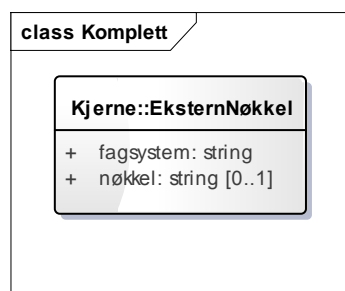 class Komplett
Kjerne::EksternNøkkel
+ fagsystem: string
+ nøkkel: string [0..1]